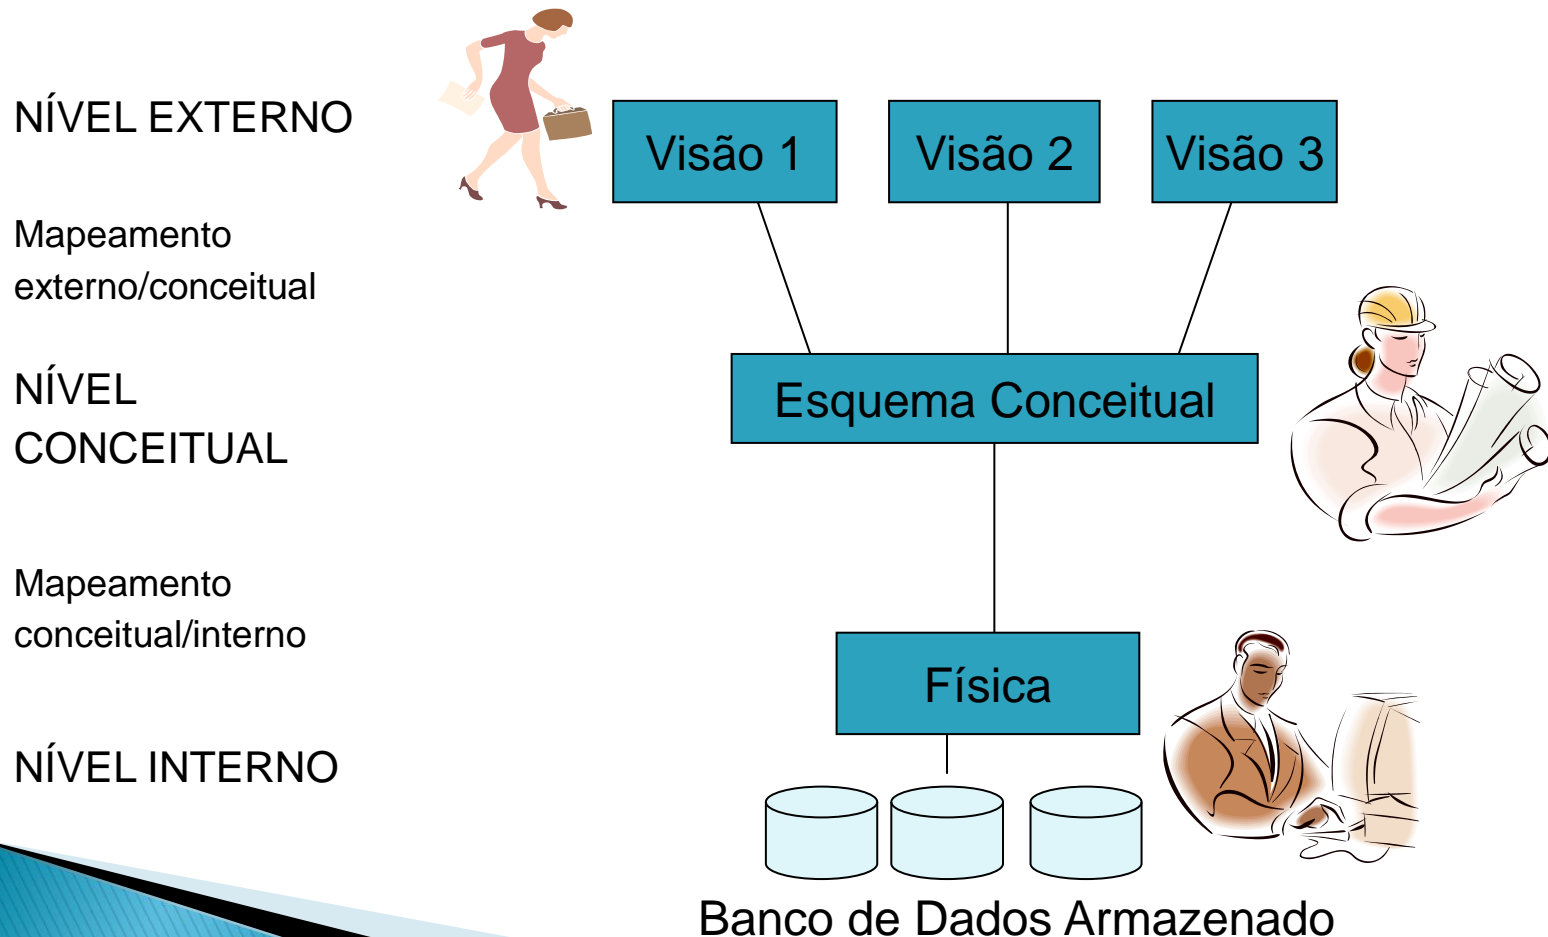 NÍVEL EXTERNO
Visão 1
Visão 2
Visão 3
Mapeamento
externo/conceitual
NÍVEL
CONCEITUAL
Esquema Conceitual
Mapeamento
conceitual/interno
Física
NÍVEL INTERNO
Banco de Dados Armazenado